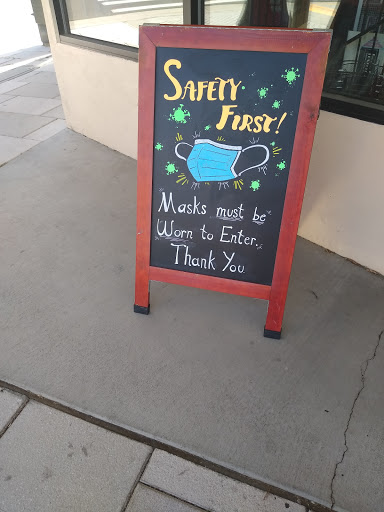 Safety
First!
Masks must be
Worn to Enter.
Thank You